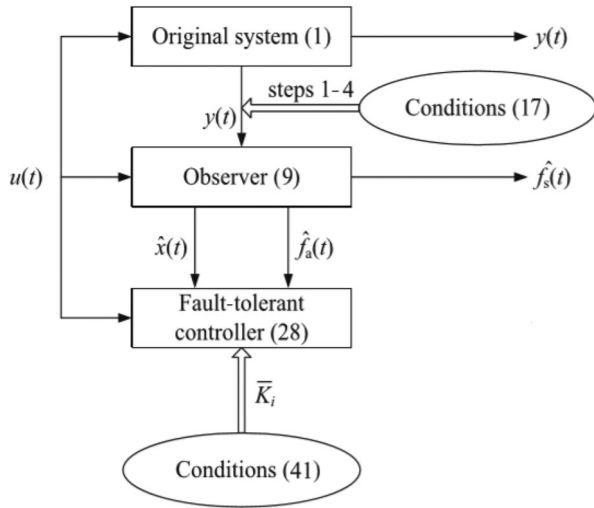 Original system (1)
y(t)
steps 1-4
Conditions (17)
y(t)
u(t)
Observer (9)
f̂s(t)
x̂(t)
f̂a(t)
Fault-tolerant
controller (28)
K̅i
Conditions (41)